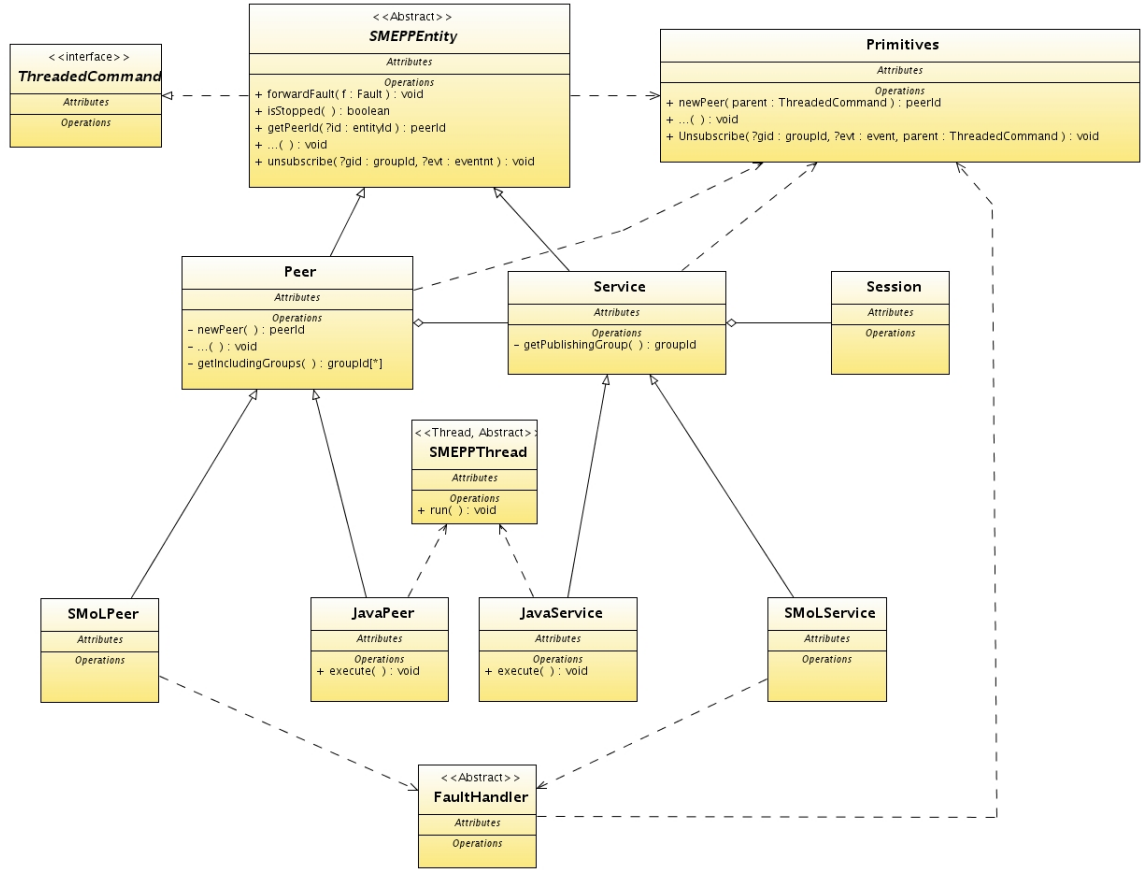 <<Abstract>>
SMEPPEntity
Attributes
Operations
+ forwardFault( f : Fault ) : void
+ isStopped( ) : boolean
+ getPeerId( ?id : entityId ) : peerId
+ ...( ) : void
+ unsubscribe( ?gid : groupId, ?evt : eventnt ) : void
<<interface>>
ThreadedCommand
Attributes
Operations
Primitives
Attributes
Operations
+ newPeer( parent : ThreadedCommand ) : peerId
+ ...( ) : void
+ Unsubscribe( ?gid : groupId, ?evt : event, parent : ThreadedCommand ) : void
Peer
Attributes
Operations
- newPeer( ) : peerId
- ...( ) : void
- getIncludingGroups( ) : groupId[*]
Service
Attributes
Operations
- getPublishingGroup( ) : groupId
Session
Attributes
Operations
<<Thread, Abstract>>
SMEPPThread
Attributes
Operations
+ run( ) : void
SMoLPeer
Attributes
Operations
JavaPeer
Attributes
Operations
+ execute( ) : void
JavaService
Attributes
Operations
+ execute( ) : void
SMoLService
Attributes
Operations
<<Abstract>>
FaultHandler
Attributes
Operations